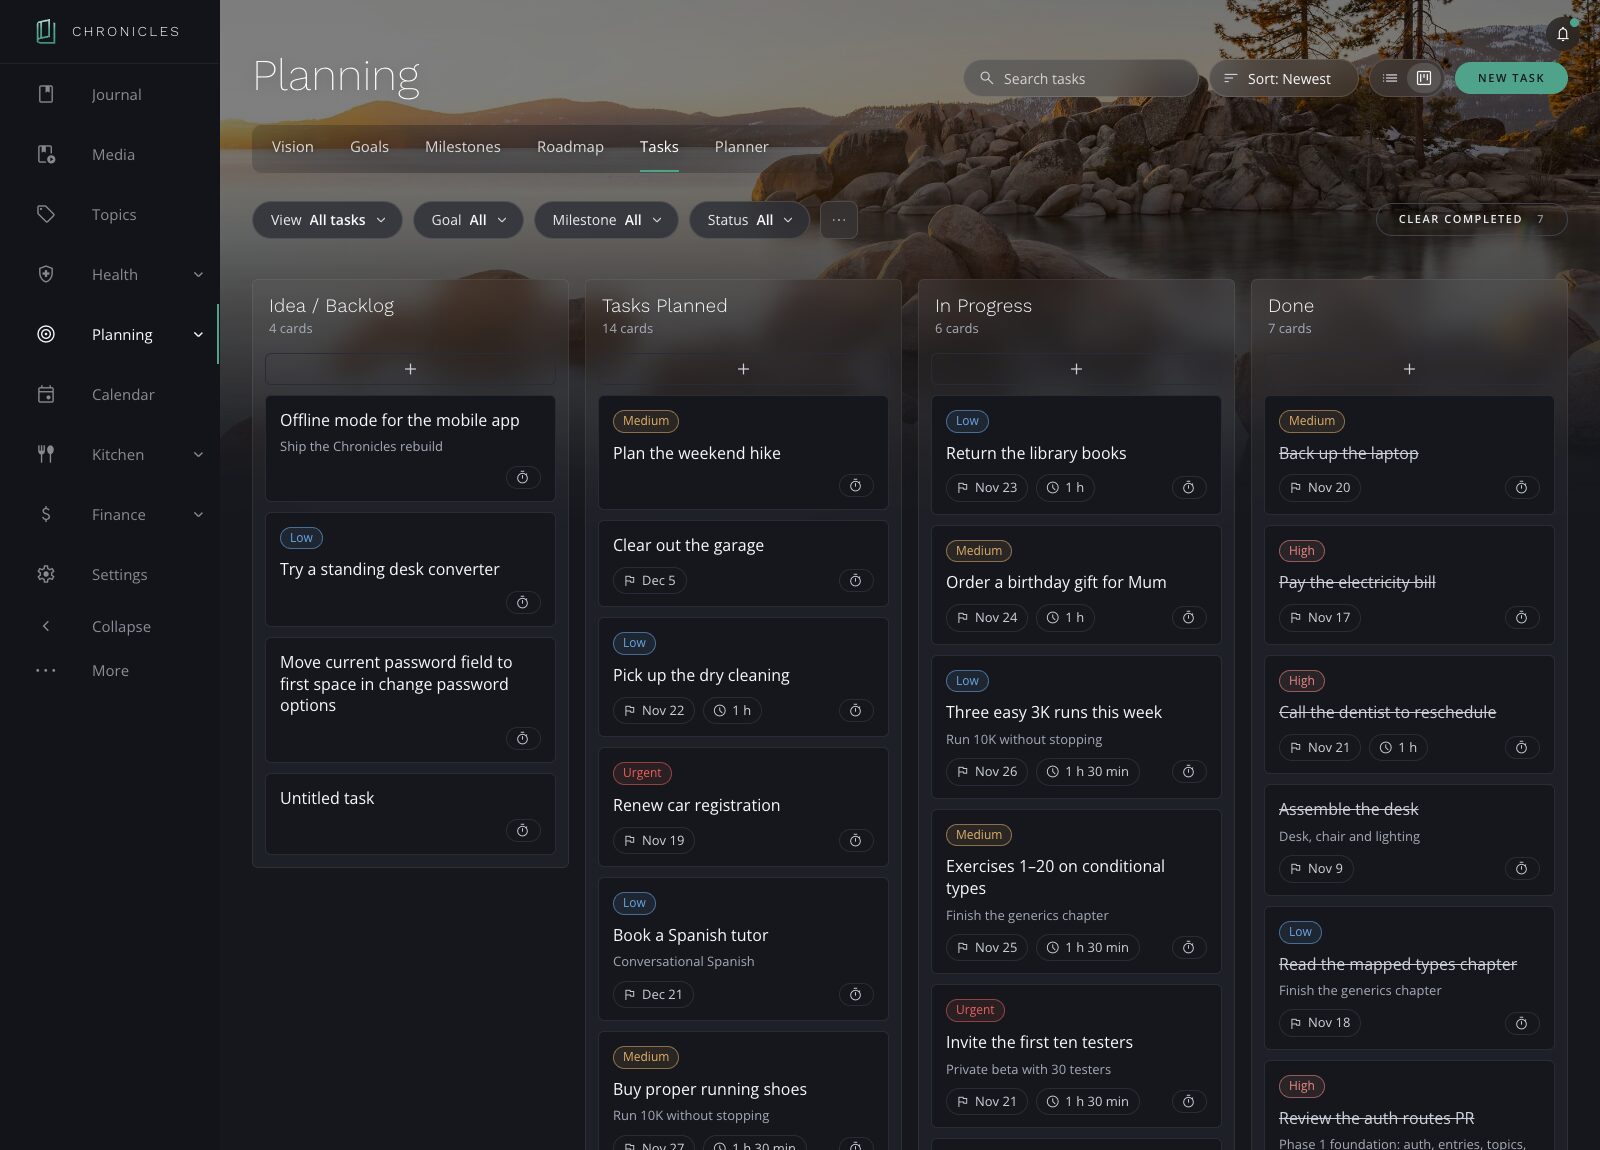 CHRONICLES
Journal
Media
Topics
Health
Planning
Calendar
Kitchen
Finance
Settings
Collapse
More
Planning
Search tasks
Sort: Newest
NEW TASK
Vision
Goals
Milestones
Roadmap
Tasks
Planner
View All tasks
Goal All
Milestone All
Status All
CLEAR COMPLETED 7
Idea / Backlog
4 cards
Offline mode for the mobile app
Ship the Chronicles rebuild
Low
Try a standing desk converter
Move current password field to
first space in change password
options
Untitled task
Tasks Planned
14 cards
Medium
Plan the weekend hike
Clear out the garage
Dec 5
Low
Pick up the dry cleaning
Nov 22
1 h
Urgent
Renew car registration
Nov 19
Low
Book a Spanish tutor
Conversational Spanish
Dec 21
Medium
Buy proper running shoes
Run 10K without stopping
Nov 27
1 h 30 min
In Progress
6 cards
Low
Return the library books
Nov 23
1 h
Medium
Order a birthday gift for Mum
Nov 24
1 h
Low
Three easy 3K runs this week
Run 10K without stopping
Nov 26
1 h 30 min
Medium
Exercises 1–20 on conditional
types
Finish the generics chapter
Nov 25
1 h 30 min
Urgent
Invite the first ten testers
Private beta with 30 testers
Nov 21
1 h 30 min
Done
7 cards
Medium
Back up the laptop
Nov 20
High
Pay the electricity bill
Nov 17
High
Call the dentist to reschedule
Nov 21
1 h
Assemble the desk
Desk, chair and lighting
Nov 9
Low
Read the mapped types chapter
Finish the generics chapter
Nov 18
High
Review the auth routes PR
Phase 1 foundation: auth, entries, topics,